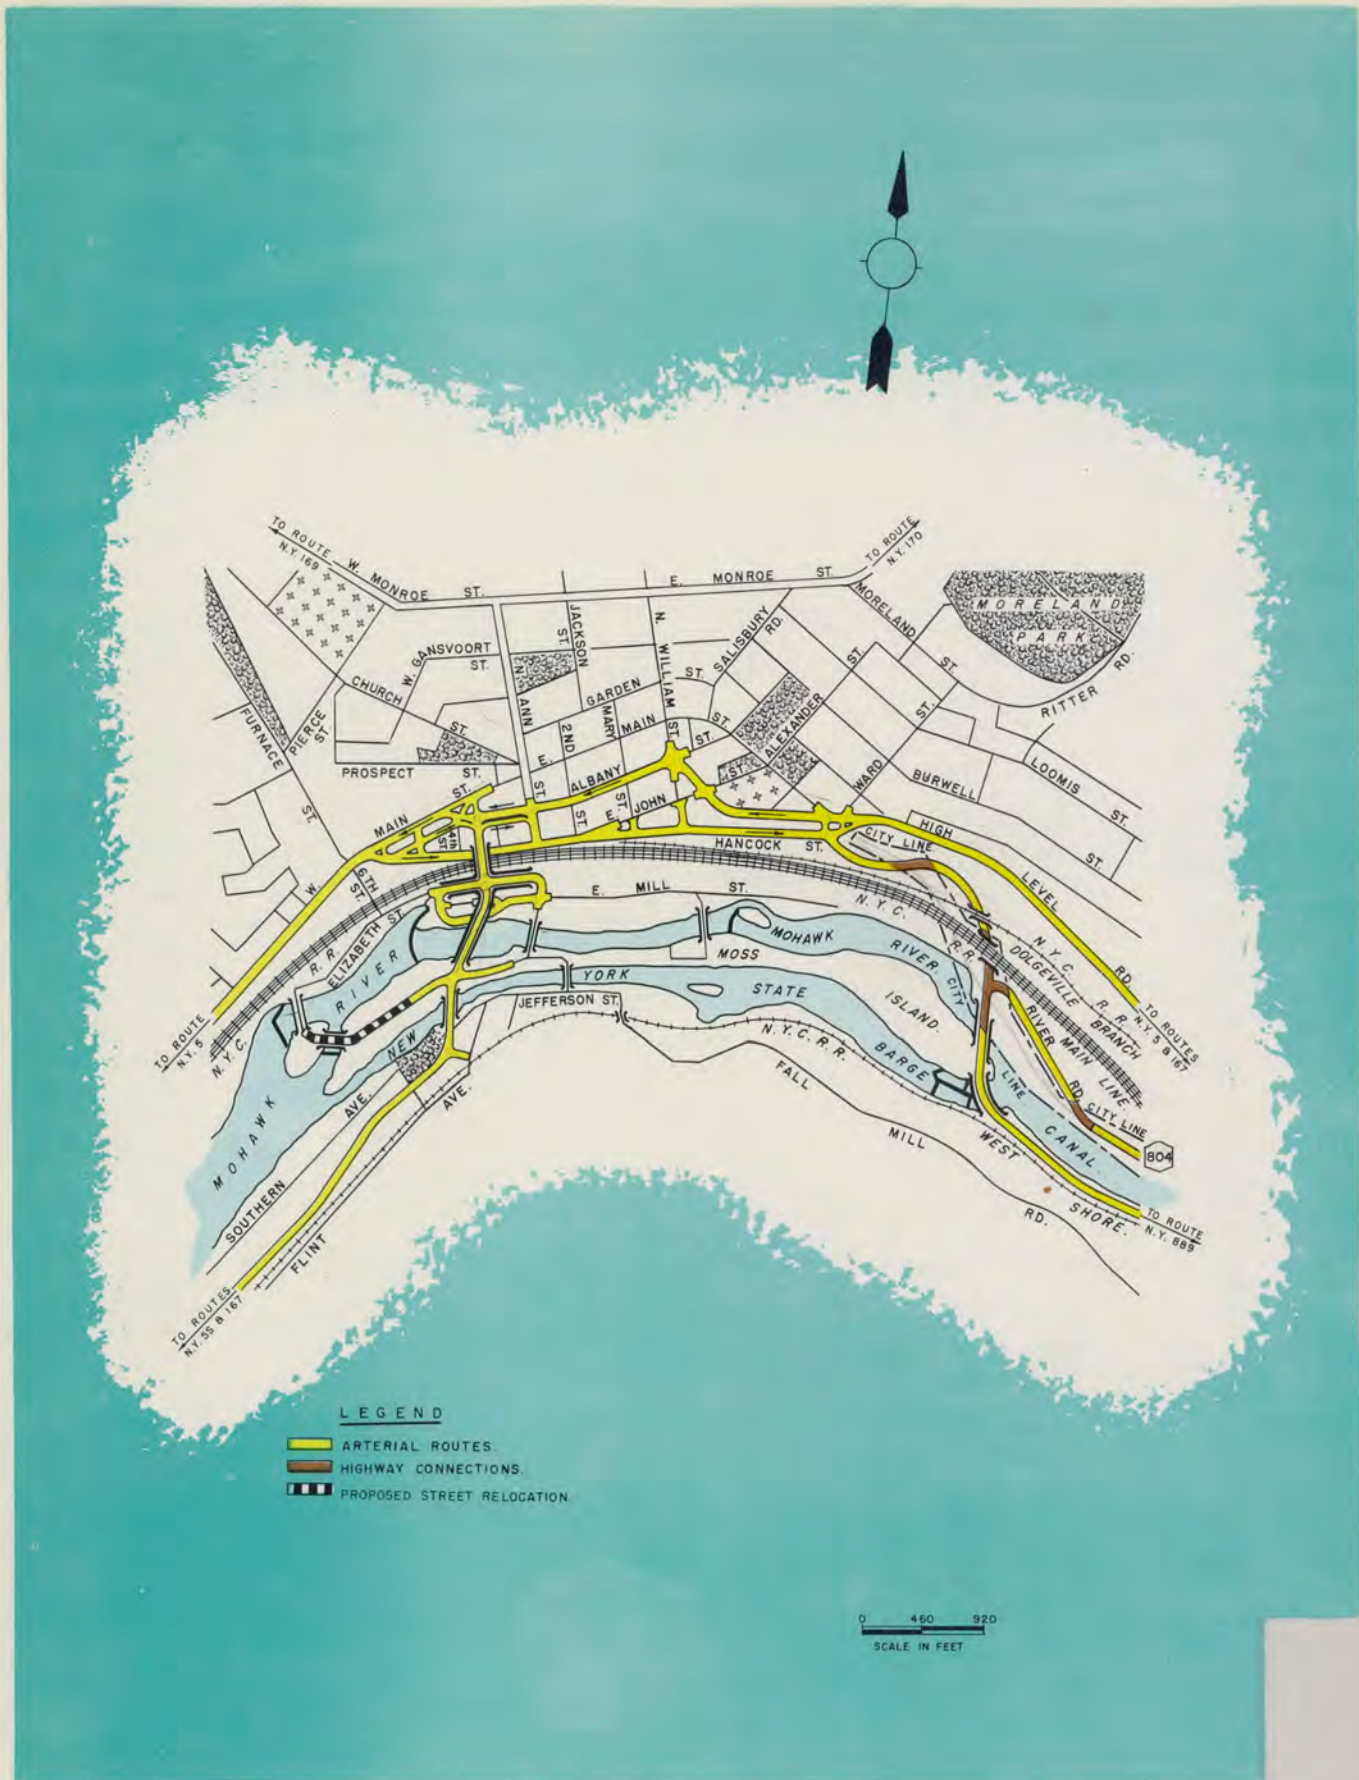 TO ROUTE
N.Y. 169
W. MONROE ST.
E. MONROE ST.
TO ROUTE
N.Y. 170
MORELAND ST.
MORELAND
PARK
RITTER RD.
JACKSON
ST.
N. WILLIAM ST.
SALISBURY
RD.
W. GANSVOORT
ST.
N. ANN ST.
CHURCH ST.
GARDEN ST.
2ND ST.
MARY ST.
E. MAIN ST.
ALEXANDER ST.
WARD ST.
FURNACE ST.
PIERCE
ST.
PROSPECT ST.
ALBANY ST.
E. JOHN
BURWELL ST.
LOOMIS ST.
W. MAIN ST.
4th
ST
6TH
ST.
HANCOCK ST.
CITY LINE
HIGH LEVEL RD.
E. MILL ST.
N.Y.C. R.R.
ELIZABETH ST.
MOHAWK RIVER
MOHAWK RIVER
MOSS ISLAND.
CITY LINE
N.Y.C. R.R.
DOLGEVILLE BRANCH
MAIN LINE.
RIVER RD.
CITY LINE
TO ROUTES
N.Y. 5 & 167
804
NEW YORK STATE BARGE CANAL.
JEFFERSON ST.
N.Y.C.R.R.
WEST SHORE.
FALL MILL RD.
TO ROUTE
N.Y. 5
N.Y.C. R.R.
SOUTHERN AVE.
FLINT AVE.
TO ROUTES
N.Y. 5S & 167
TO ROUTE
N.Y. 889
LEGEND
ARTERIAL ROUTES.
HIGHWAY CONNECTIONS.
PROPOSED STREET RELOCATION.
0 460 920
SCALE IN FEET